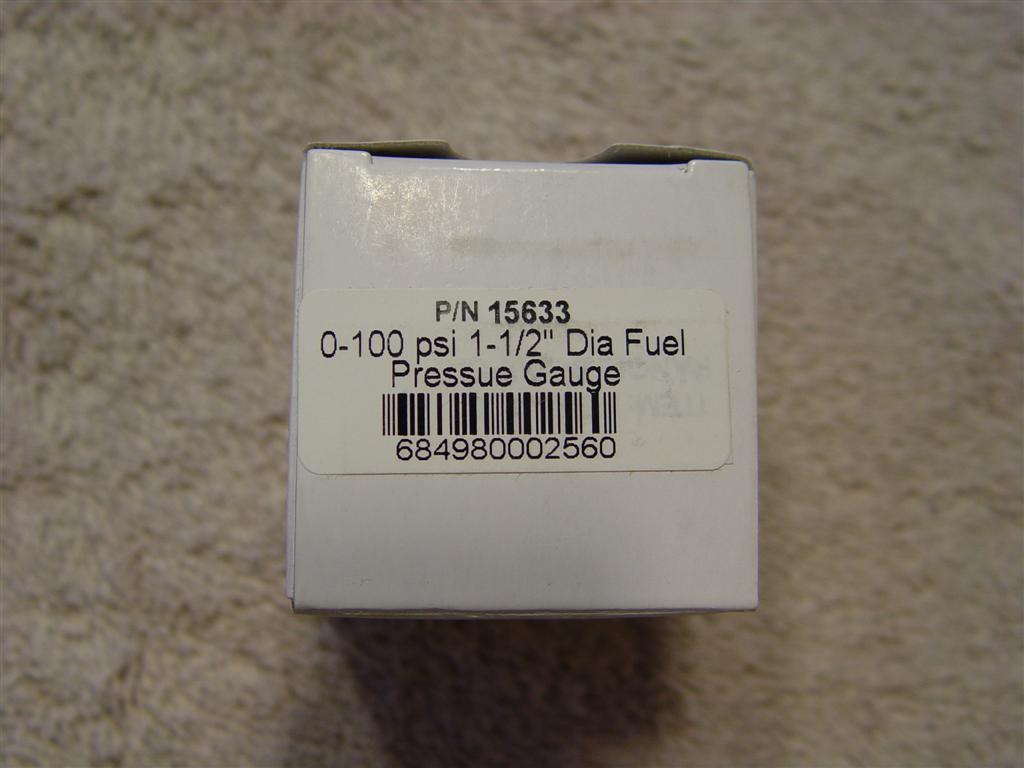 P/N 15633
0-100 psi 1-1/2" Dia Fuel
Pressue Gauge
684980002560